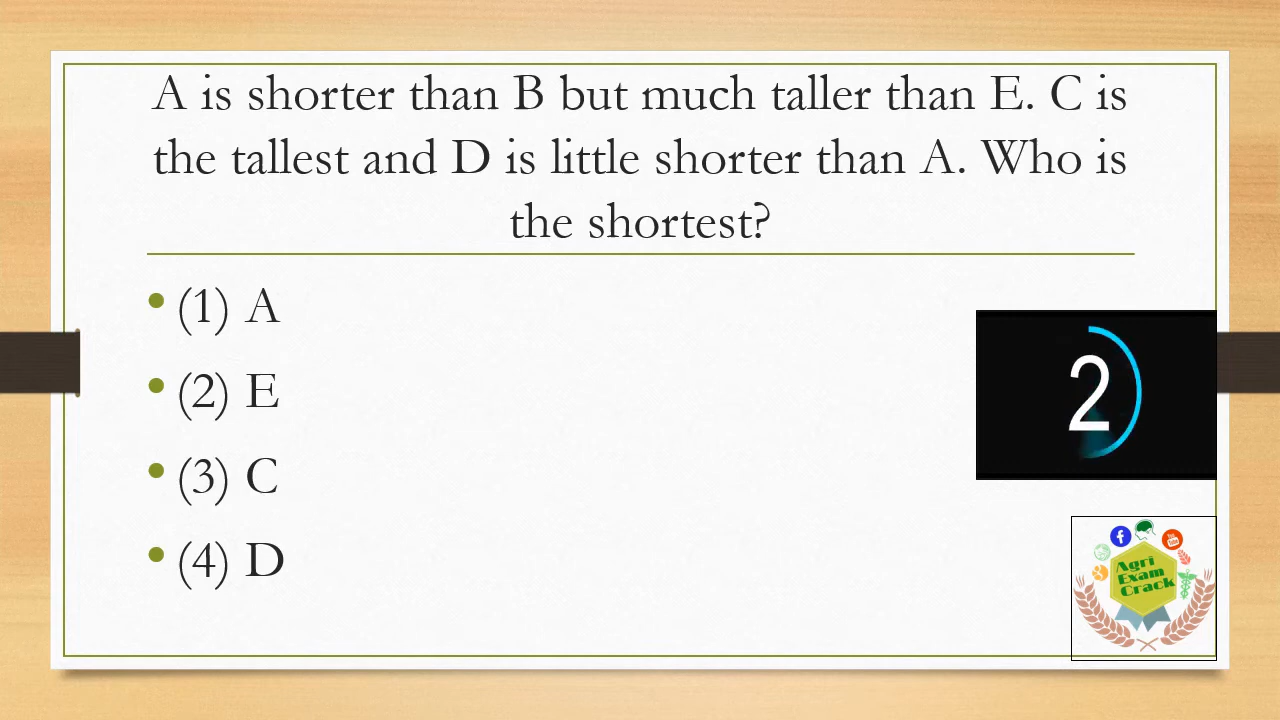 A is shorter than B but much taller than E. C is
the tallest and D is little shorter than A. Who is
the shortest?
• (1) A
• (2) E
• (3) C
• (4) D
2
Agri
Exam
Crack